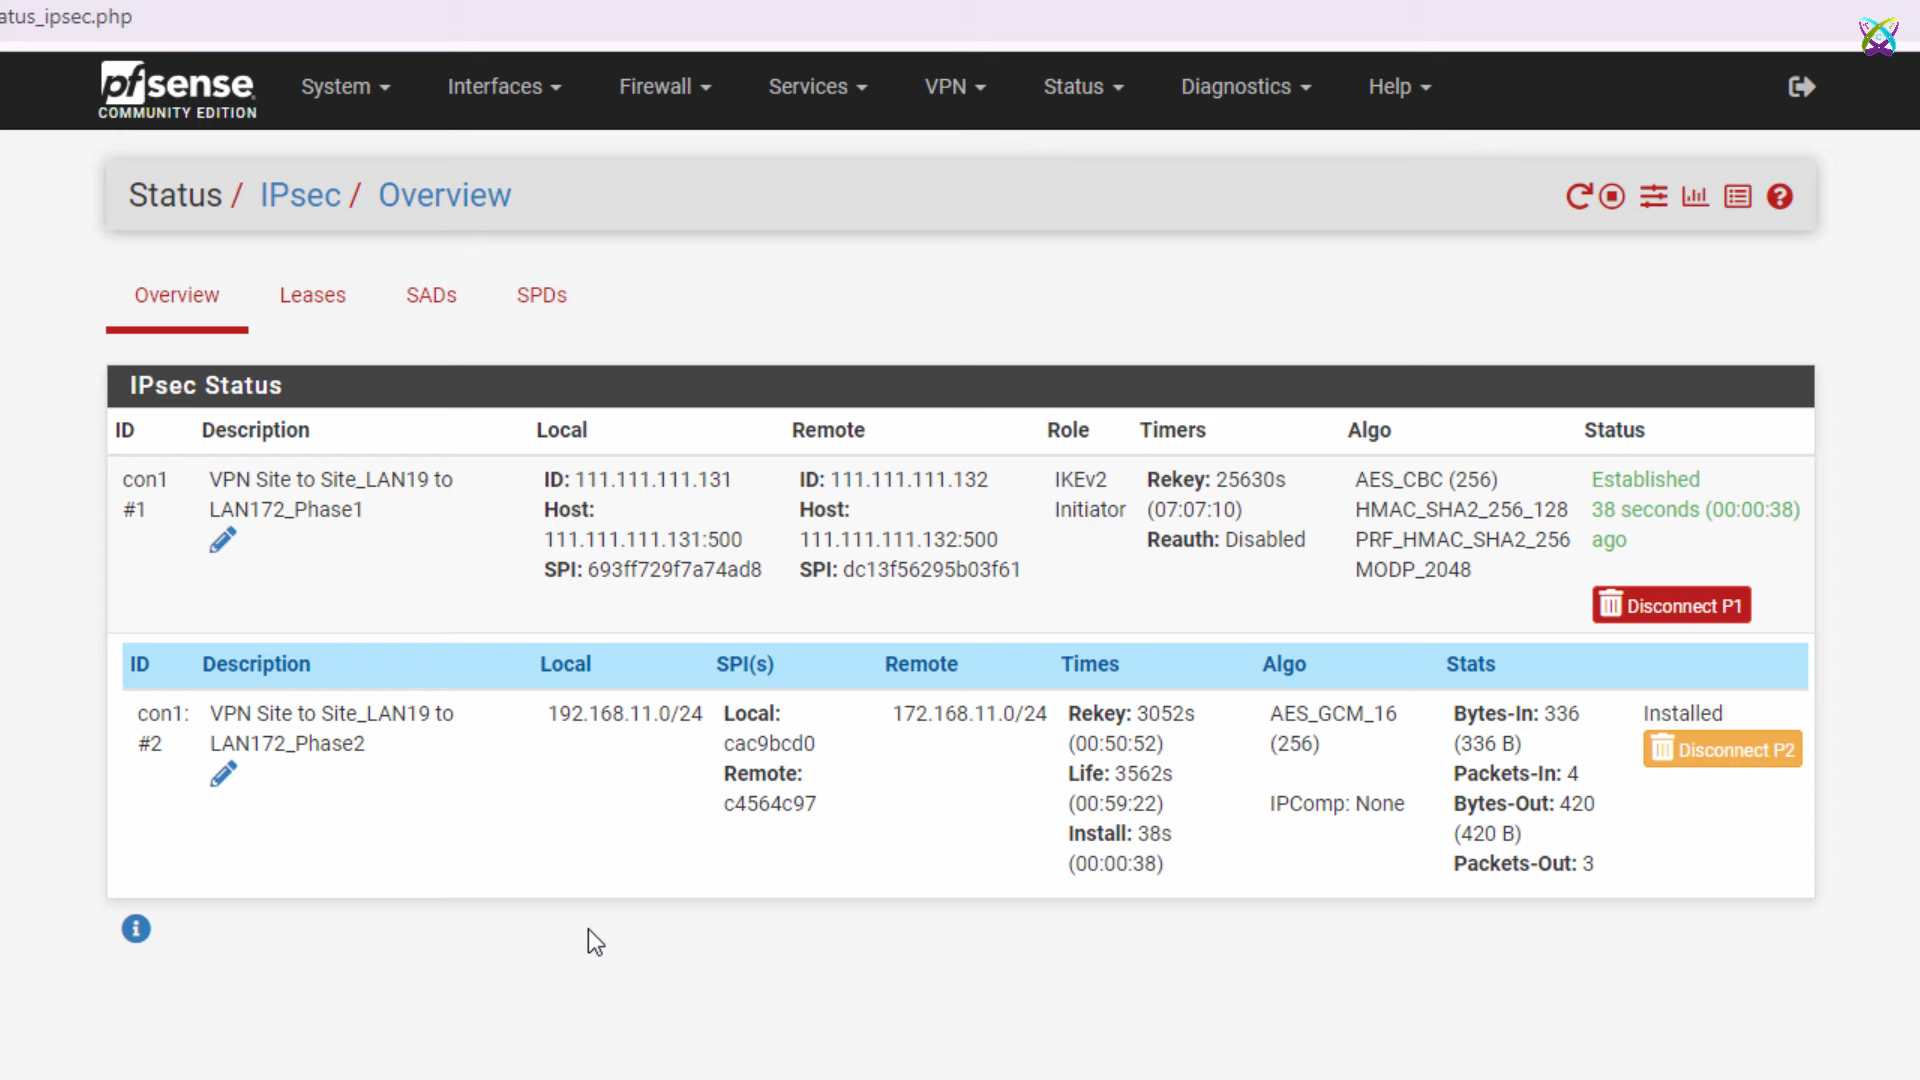 atus_ipsec.php
pfsense
COMMUNITY EDITION
System
Interfaces
Firewall
Services
VPN
Status
Diagnostics
Help
Status / IPsec / Overview
Overview
Leases
SADs
SPDs
IPsec Status
ID Description Local Remote Role Timers Algo Status
con1
#1
VPN Site to Site_LAN19 to
LAN172_Phase1
ID: 111.111.111.131
Host:
111.111.111.131:500
SPI: 693ff729f7a74ad8
ID: 111.111.111.132
Host:
111.111.111.132:500
SPI: dc13f56295b03f61
IKEv2
Initiator
Rekey: 25630s
(07:07:10)
Reauth: Disabled
AES_CBC (256)
HMAC_SHA2_256_128
PRF_HMAC_SHA2_256
MODP_2048
Established
38 seconds (00:00:38)
ago
Disconnect P1
ID Description Local SPI(s) Remote Times Algo Stats
con1:
#2
VPN Site to Site_LAN19 to
LAN172_Phase2
192.168.11.0/24
Local:
cac9bcd0
Remote:
c4564c97
172.168.11.0/24
Rekey: 3052s
(00:50:52)
Life: 3562s
(00:59:22)
Install: 38s
(00:00:38)
AES_GCM_16
(256)
IPComp: None
Bytes-In: 336
(336 B)
Packets-In: 4
Bytes-Out: 420
(420 B)
Packets-Out: 3
Installed
Disconnect P2